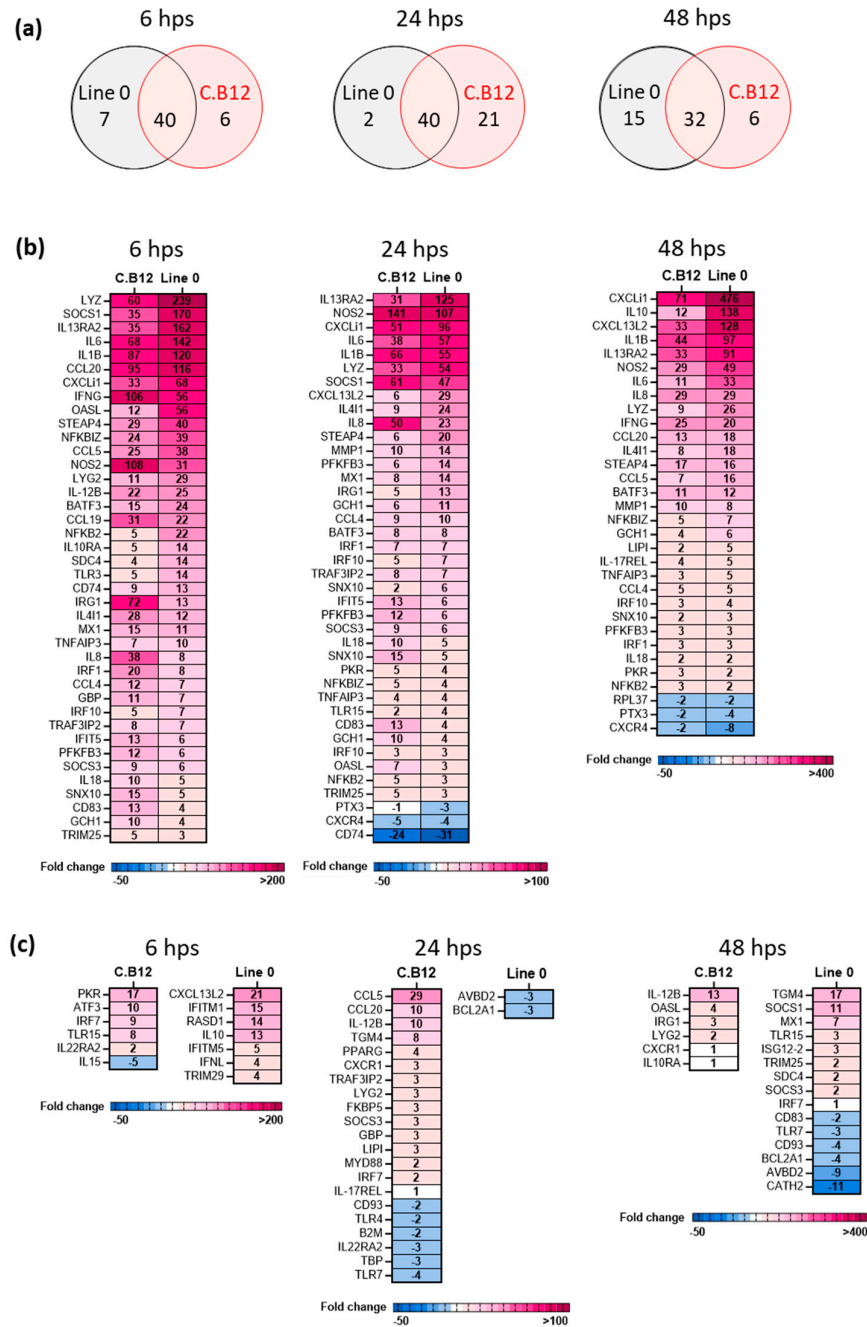 (a)
6 hps
24 hps
48 hps
Line 0 C.B12
7 40 6
Line 0 C.B12
2 40 21
Line 0 C.B12
15 32 6
(b)
6 hps
C.B12 Line 0
LYZ 60 239
SOCS1 35 170
IL13RA2 35 162
IL6 68 142
IL1B 87 120
CCL20 95 116
CXCLi1 33 68
IFNG 106 56
OASL 12 56
STEAP4 29 40
NFKBIZ 24 39
CCL5 25 38
NOS2 108 31
LYG2 11 29
IL-12B 22 25
BATF3 15 24
CCL19 31 22
NFKB2 5 22
IL10RA 5 14
SDC4 4 14
TLR3 5 14
CD74 9 13
IRG1 72 13
IL4I1 28 12
MX1 15 11
TNFAIP3 7 10
IL8 38 8
IRF1 20 8
CCL4 12 7
GBP 11 7
IRF10 5 7
TRAF3IP2 8 7
IFIT5 13 6
PFKFB3 12 6
SOCS3 9 6
IL18 10 5
SNX10 15 5
CD83 13 4
GCH1 10 4
TRIM25 5 3
Fold change
-50 >200
24 hps
C.B12 Line 0
IL13RA2 31 125
NOS2 141 107
CXCLi1 51 96
IL6 38 57
IL1B 66 55
LYZ 33 54
SOCS1 61 47
CXCL13L2 6 29
IL4I1 9 24
IL8 50 23
STEAP4 6 20
MMP1 10 14
PFKFB3 6 14
MX1 8 14
IRG1 5 13
GCH1 6 11
CCL4 9 10
BATF3 8 8
IRF1 7 7
IRF10 5 7
TRAF3IP2 8 7
SNX10 2 6
IFIT5 13 6
PFKFB3 12 6
SOCS3 9 6
IL18 10 5
SNX10 15 5
PKR 5 4
NFKBIZ 5 4
TNFAIP3 4 4
TLR15 2 4
CD83 13 4
GCH1 10 4
IRF10 3 3
OASL 7 3
NFKB2 5 3
TRIM25 5 3
PTX3 -1 -3
CXCR4 -5 -4
CD74 -24 -31
Fold change
-50 >100
48 hps
C.B12 Line 0
CXCLi1 71 476
IL10 12 138
CXCL13L2 33 128
IL1B 44 97
IL13RA2 33 91
NOS2 29 49
IL6 11 33
IL8 29 29
LYZ 9 26
IFNG 25 20
CCL20 13 18
IL4I1 8 18
STEAP4 17 16
CCL5 7 16
BATF3 11 12
MMP1 10 8
NFKBIZ 5 7
GCH1 4 6
LIPI 2 5
IL-17REL 4 5
TNFAIP3 3 5
CCL4 5 5
IRF10 3 4
SNX10 2 3
PFKFB3 3 3
IRF1 3 3
IL18 2 2
PKR 3 2
NFKB2 3 2
RPL37 -2 -2
PTX3 -2 -4
CXCR4 -2 -8
Fold change
-50 >400
(c)
6 hps
C.B12
PKR 17
ATF3 10
IRF7 9
TLR15 8
IL22RA2 2
IL15 -5
Line 0
CXCL13L2 21
IFITM1 15
RASD1 14
IL10 13
IFITM5 5
IFNL 4
TRIM29 4
Fold change
-50 >200
24 hps
C.B12
CCL5 29
CCL20 10
IL-12B 10
TGM4 8
PPARG 4
CXCR1 3
TRAF3IP2 3
LYG2 3
FKBP5 3
SOCS3 3
GBP 3
LIPI 3
MYD88 2
IRF7 2
IL-17REL 1
CD93 -2
TLR4 -2
B2M -2
IL22RA2 -3
TBP -3
TLR7 -4
Line 0
AVBD2 -3
BCL2A1 -3
Fold change
-50 >100
48 hps
C.B12
IL-12B 13
OASL 4
IRG1 3
LYG2 2
CXCR1 1
IL10RA 1
Line 0
TGM4 17
SOCS1 11
MX1 7
TLR15 3
ISG12-2 3
TRIM25 2
SDC4 2
SOCS3 2
IRF7 1
CD83 -2
TLR7 -3
CD93 -4
BCL2A1 -4
AVBD2 -9
CATH2 -11
Fold change
-50 >400